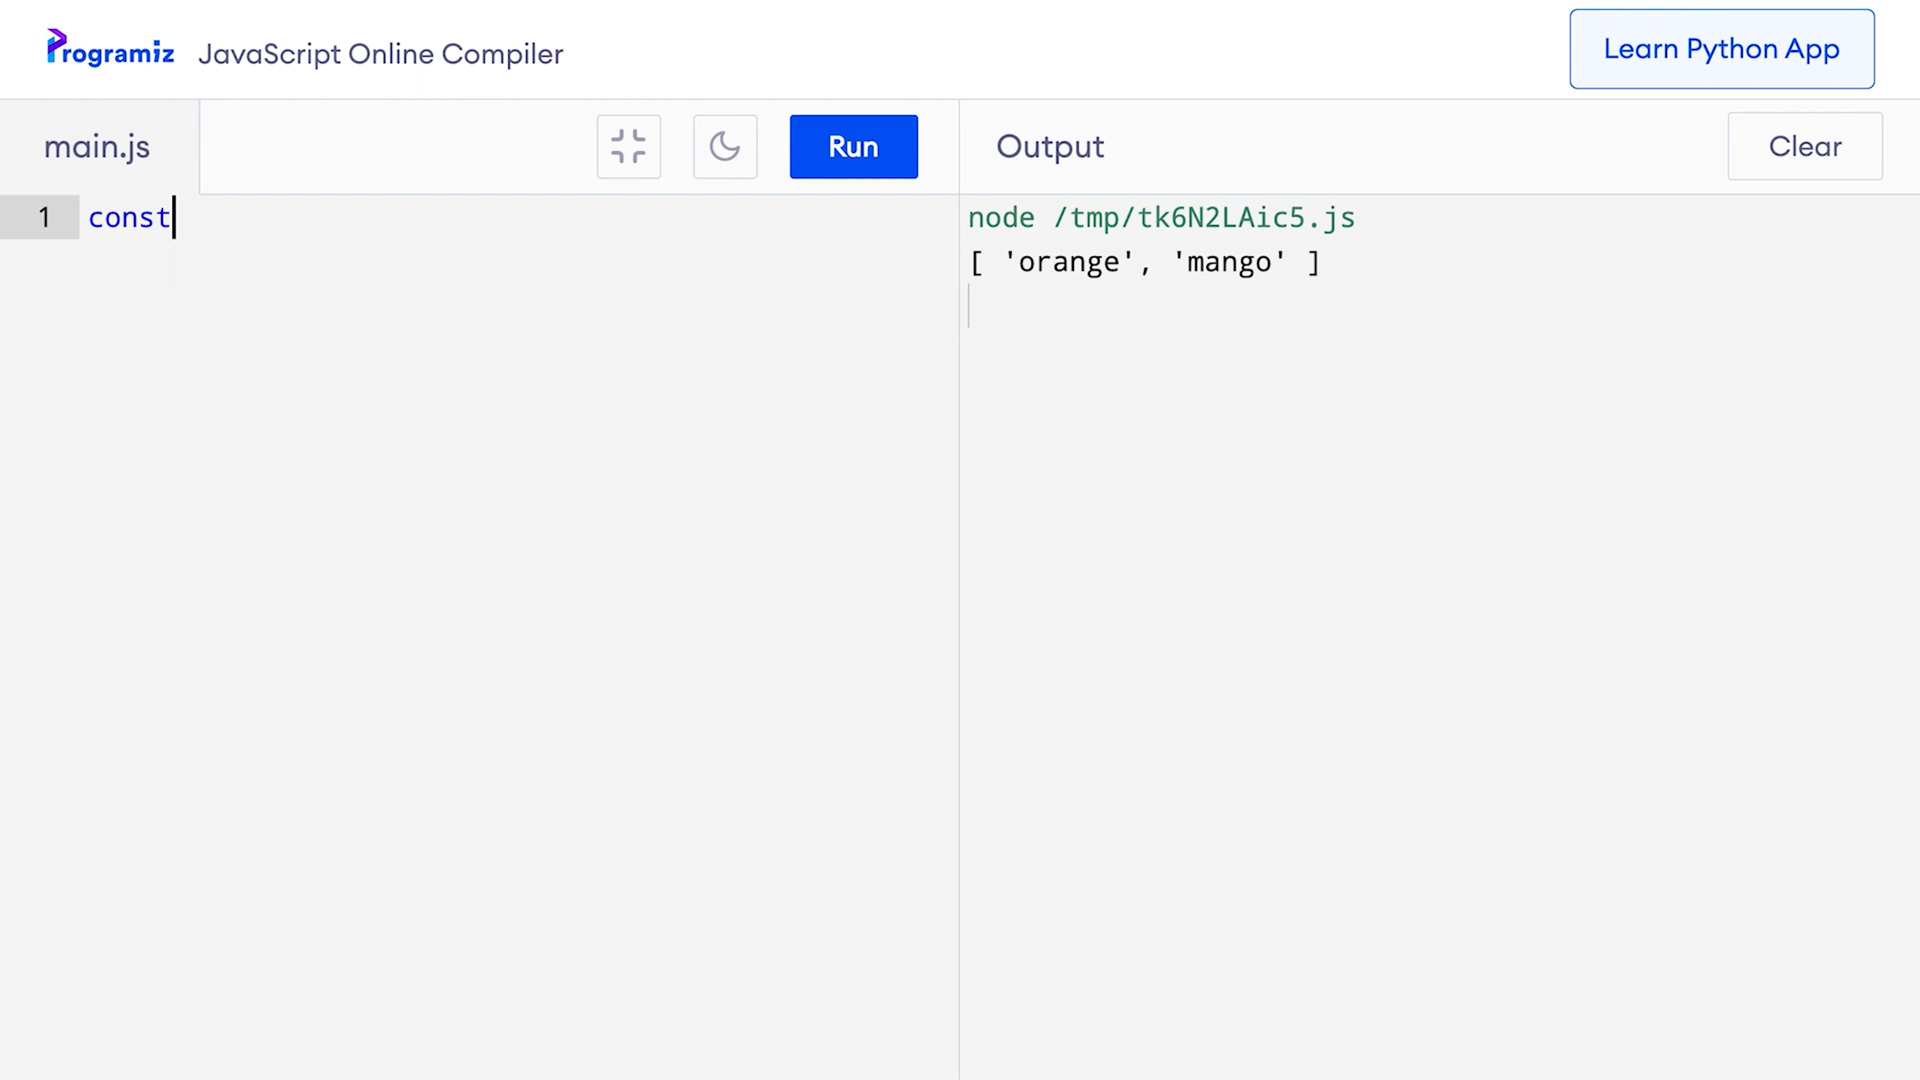 Programiz JavaScript Online Compiler
Learn Python App
main.js
Run
Output
Clear
1 const
node /tmp/tk6N2LAic5.js
[ 'orange', 'mango' ]